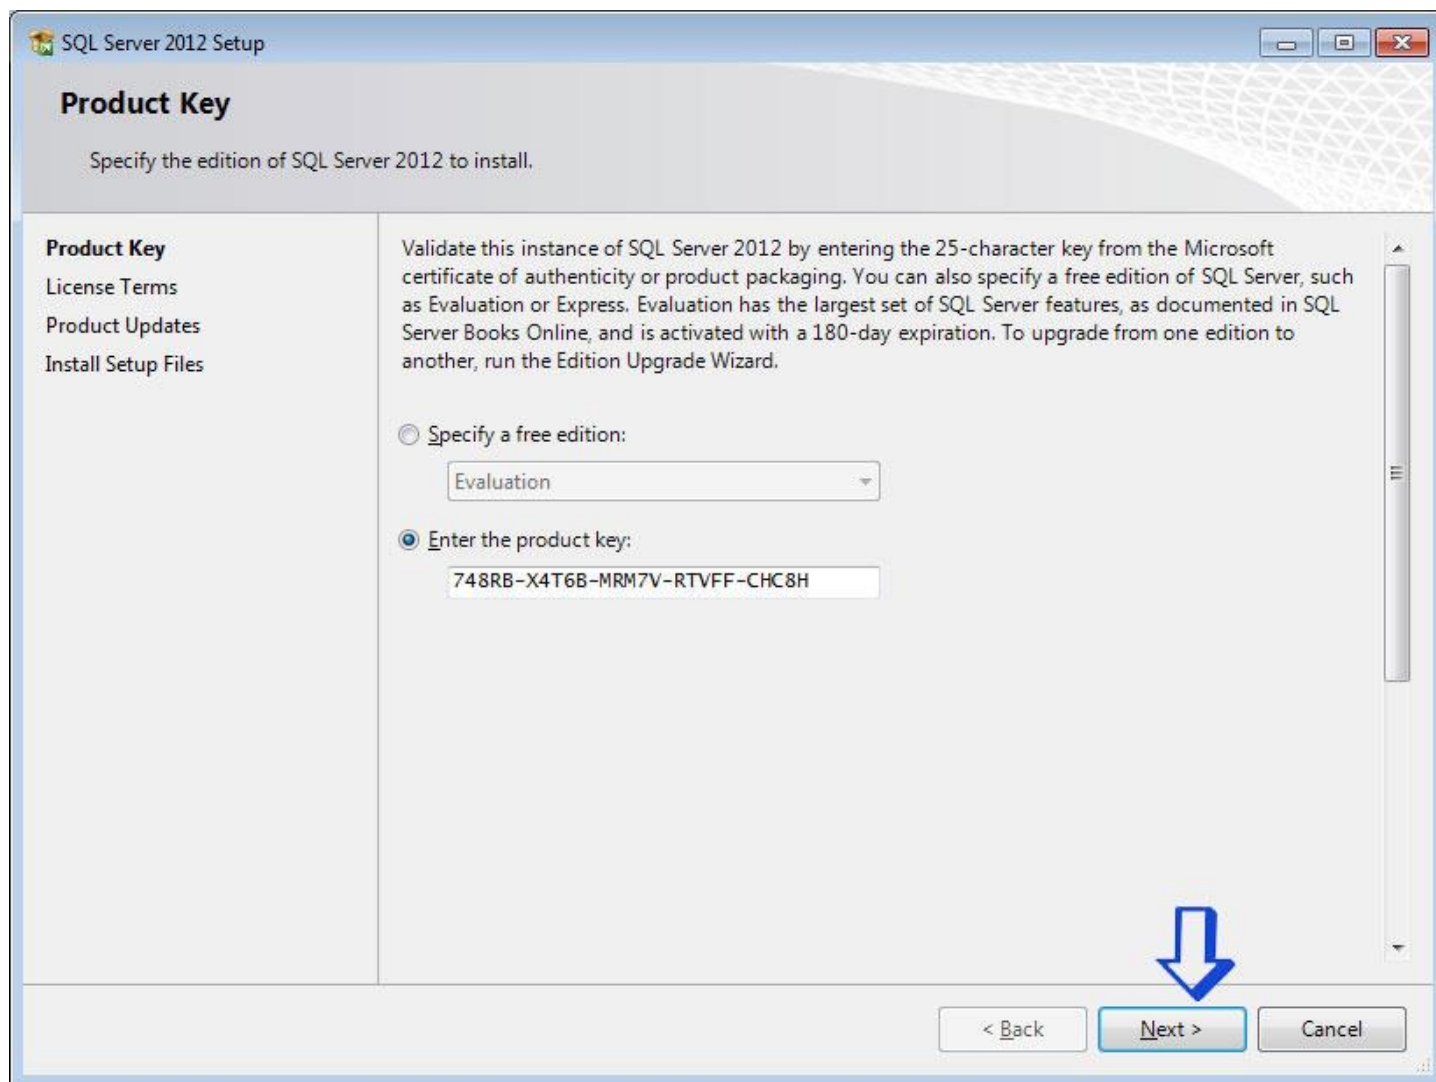 SQL Server 2012 Setup
Product Key
Specify the edition of SQL Server 2012 to install.
Product Key
License Terms
Product Updates
Install Setup Files
Validate this instance of SQL Server 2012 by entering the 25-character key from the Microsoft
certificate of authenticity or product packaging. You can also specify a free edition of SQL Server, such
as Evaluation or Express. Evaluation has the largest set of SQL Server features, as documented in SQL
Server Books Online, and is activated with a 180-day expiration. To upgrade from one edition to
another, run the Edition Upgrade Wizard.
Specify a free edition:
Evaluation
Enter the product key:
748RB-X4T6B-MRM7V-RTVFF-CHC8H
< Back
Next >
Cancel